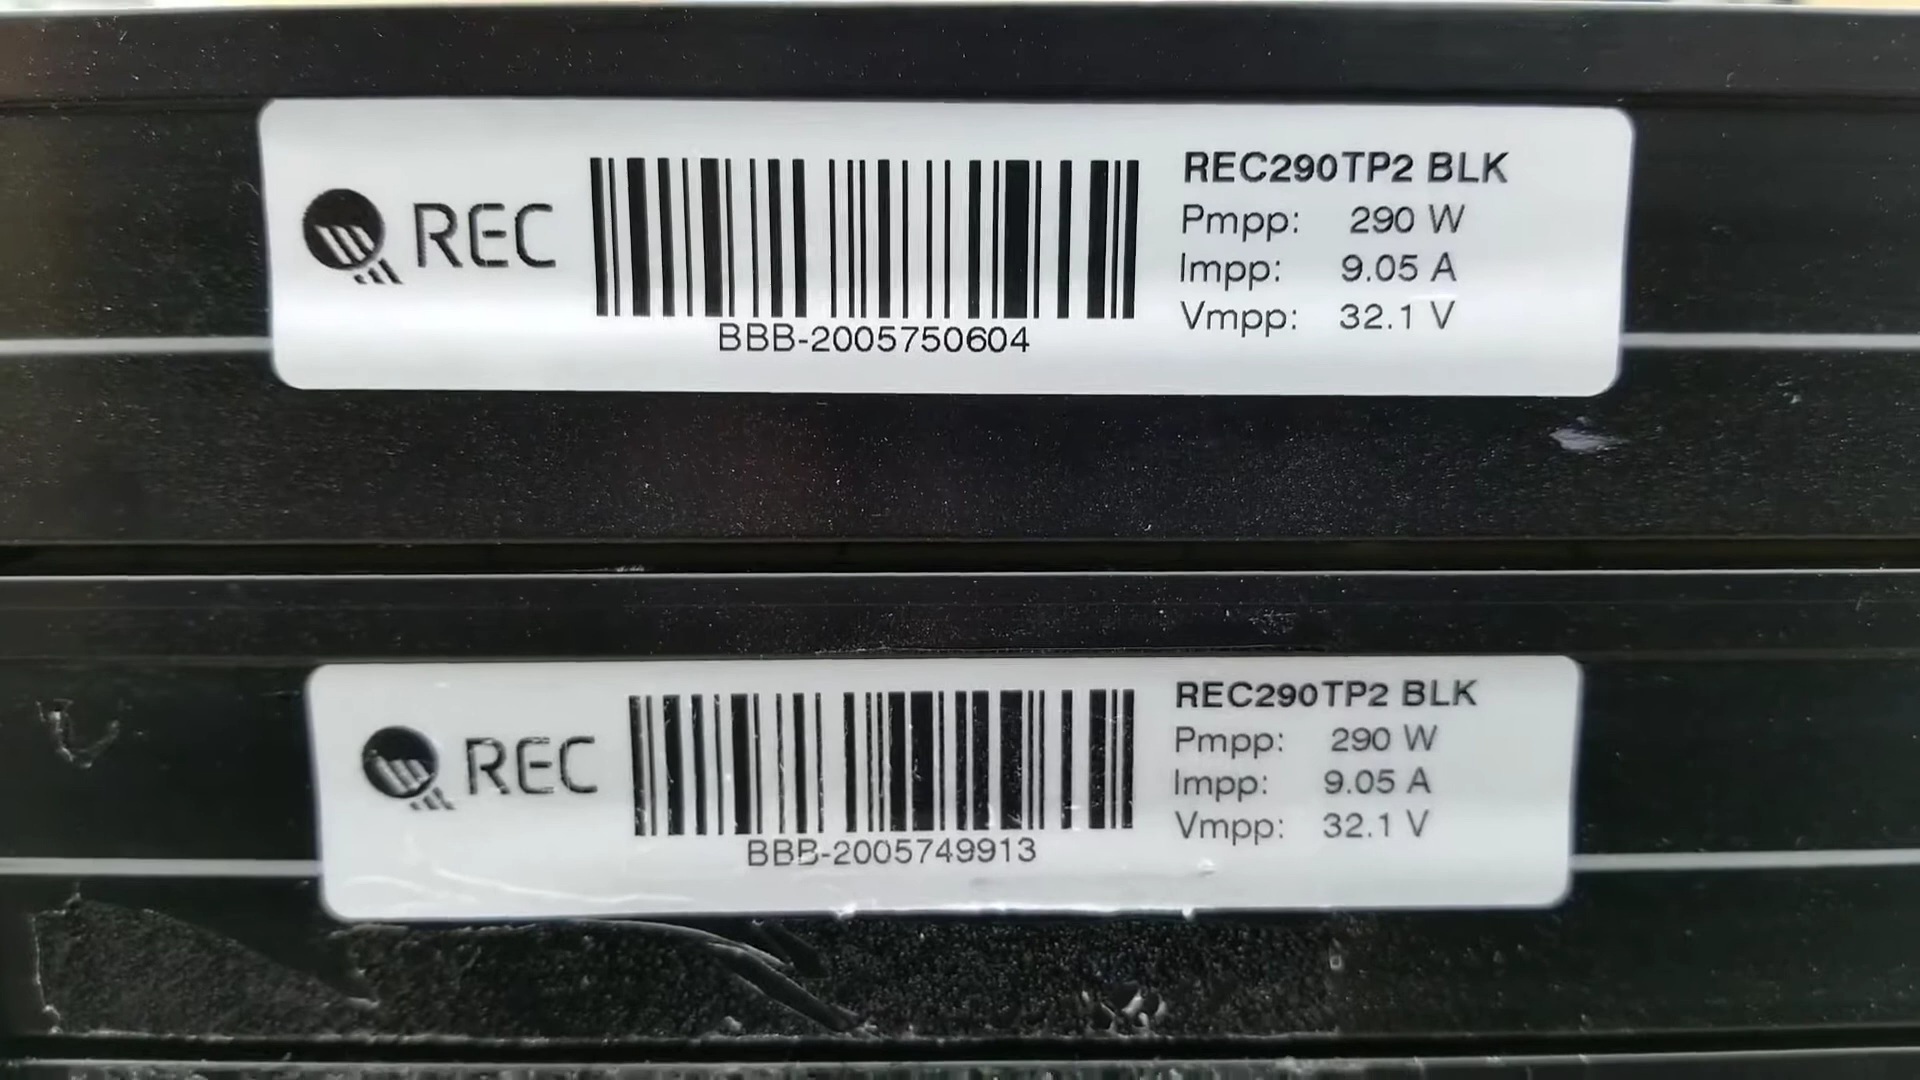 REC
BBB-2005750604
REC290TP2 BLK
Pmpp: 290 W
Impp: 9.05 A
Vmpp: 32.1 V
REC
BBB-2005749913
REC290TP2 BLK
Pmpp: 290 W
Impp: 9.05 A
Vmpp: 32.1 V